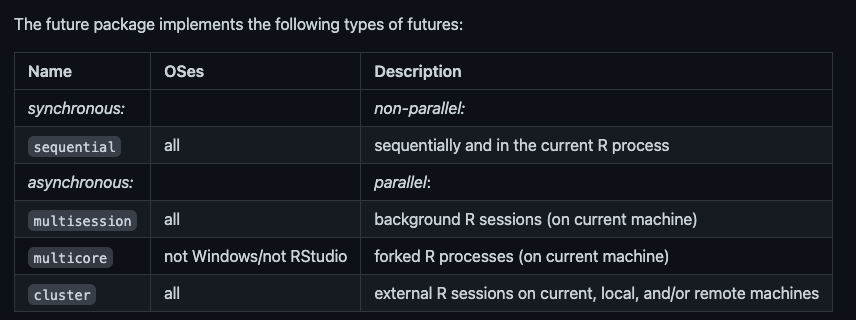 The future package implements the following types of futures:
Name OSes Description
synchronous: non-parallel:
sequential all sequentially and in the current R process
asynchronous: parallel:
multisession all background R sessions (on current machine)
multicore not Windows/not RStudio forked R processes (on current machine)
cluster all external R sessions on current, local, and/or remote machines